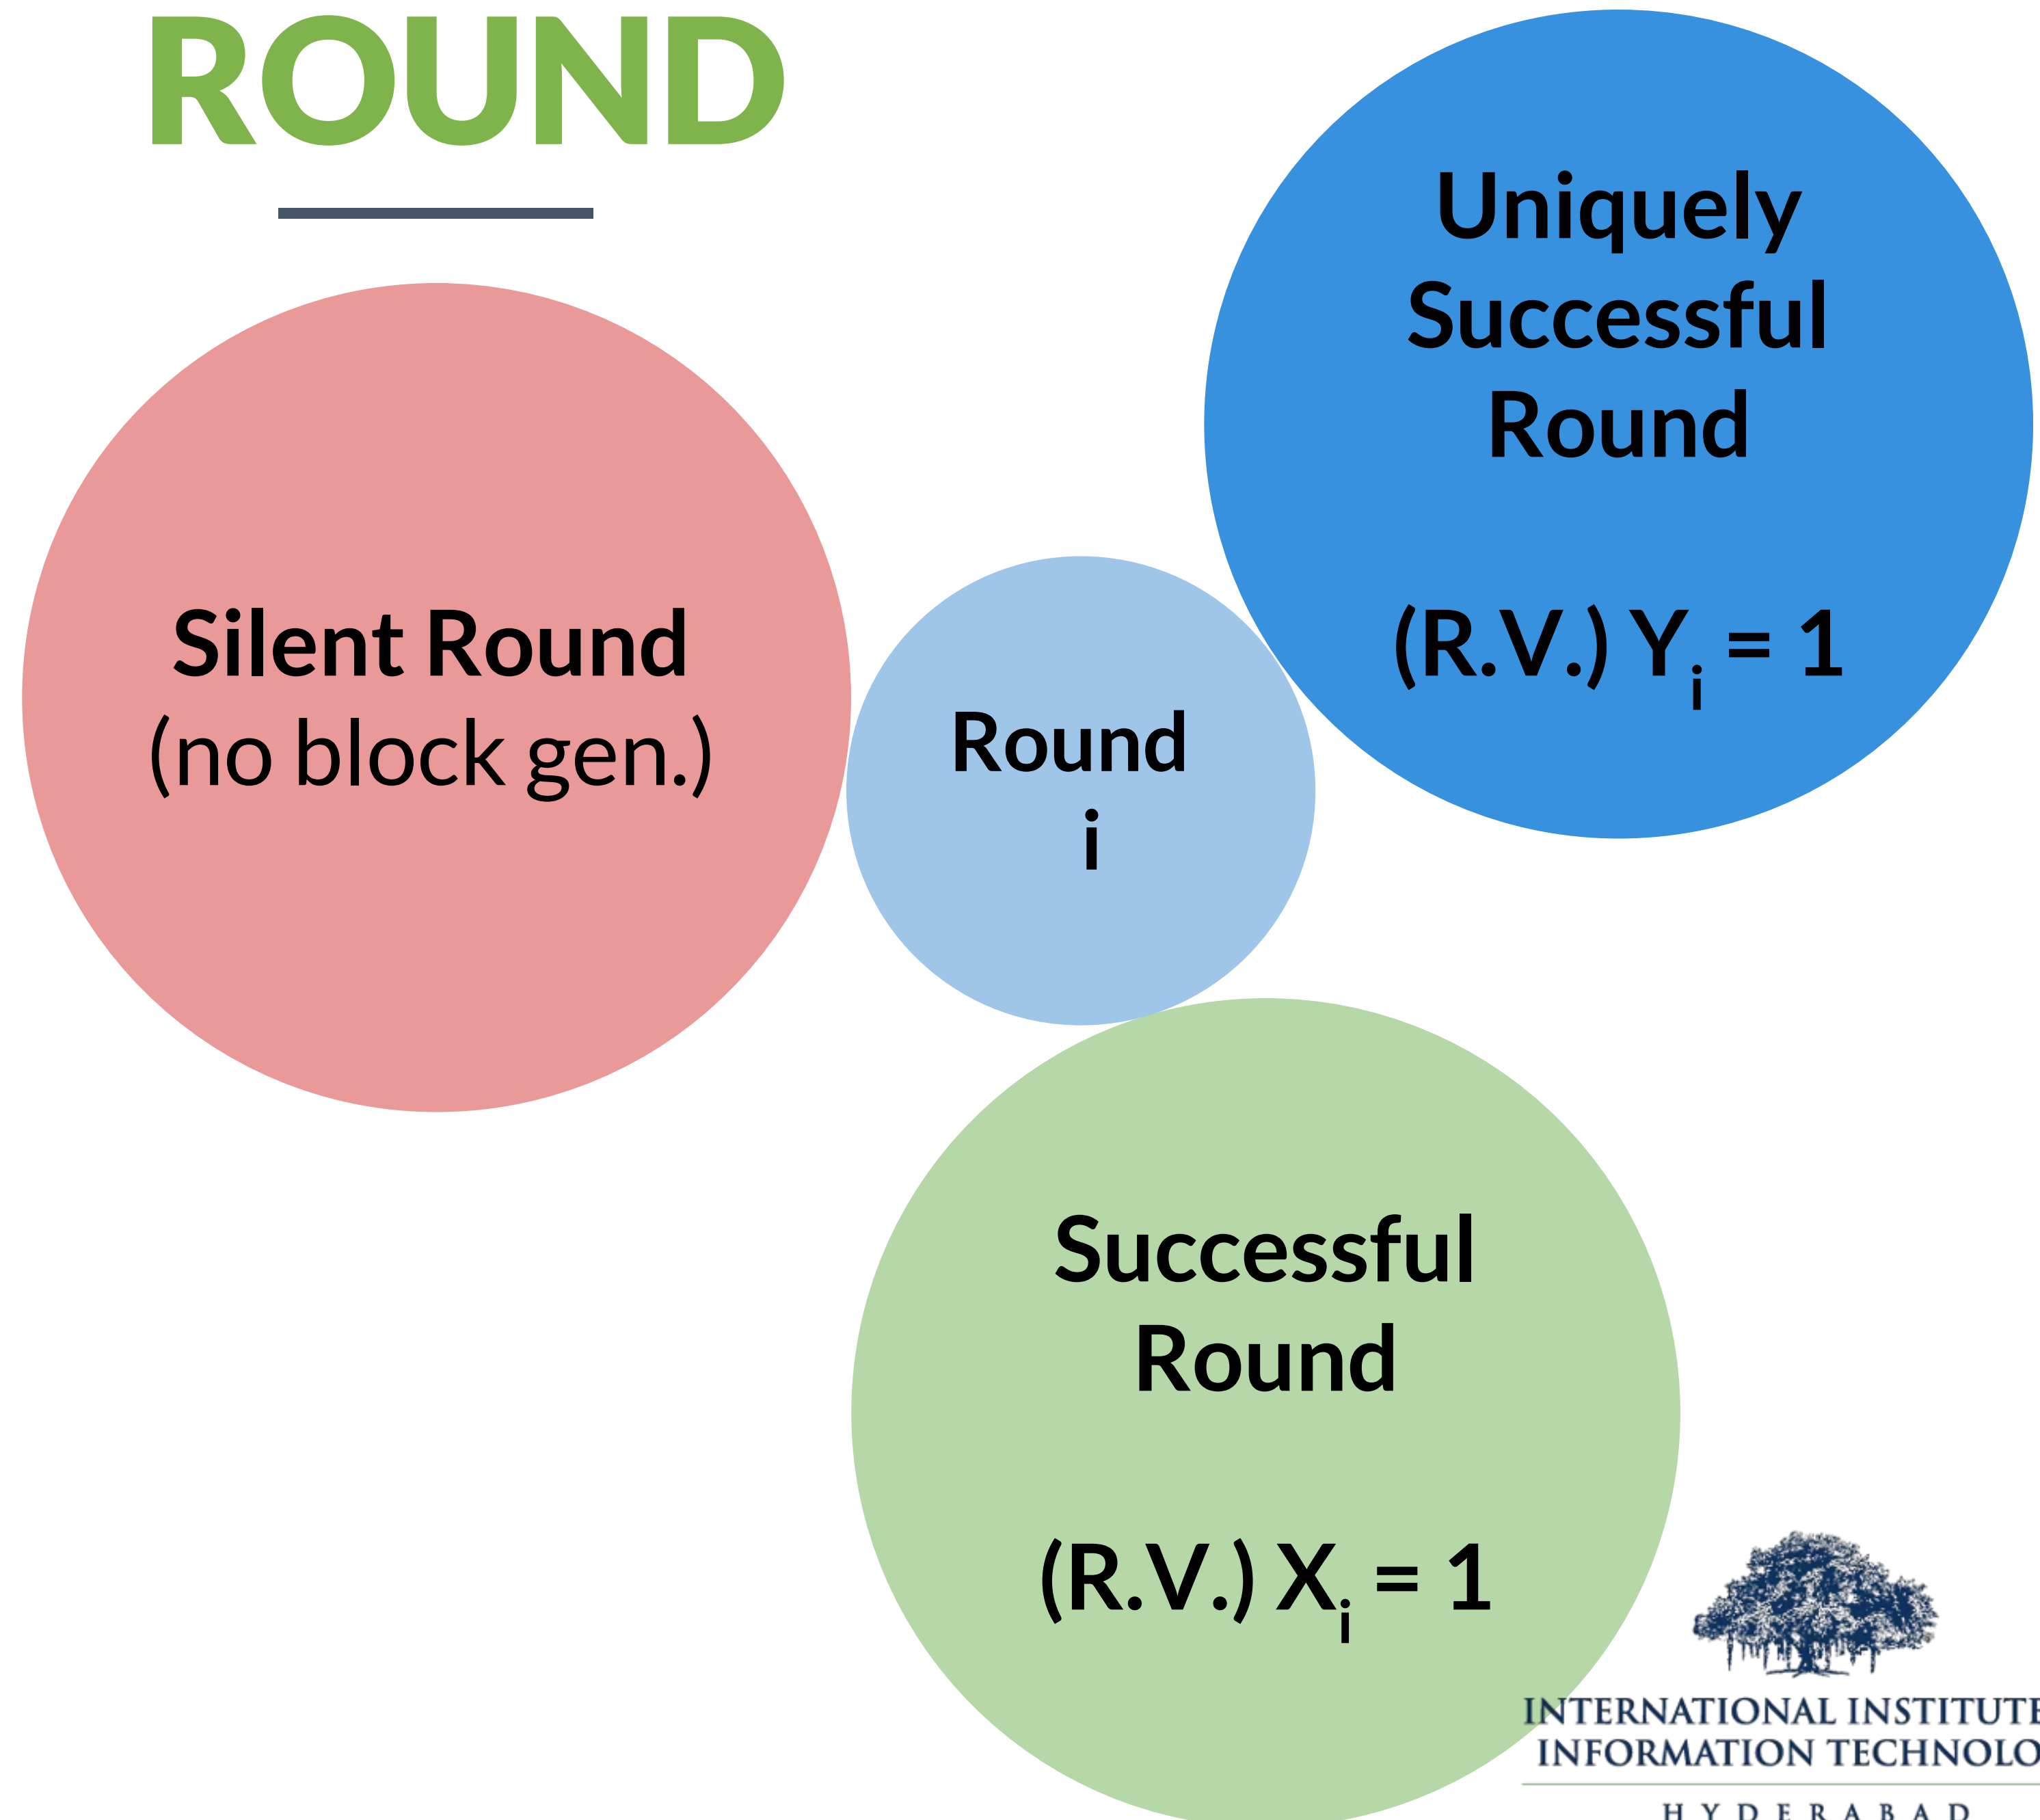 ROUND
Uniquely
Successful
Round
(R.V.) Yi = 1
Silent Round
(no block gen.)
Round
i
Successful
Round
(R.V.) Xi = 1
INTERNATIONAL INSTITUTE
INFORMATION TECHNOLO
HYDERABAD